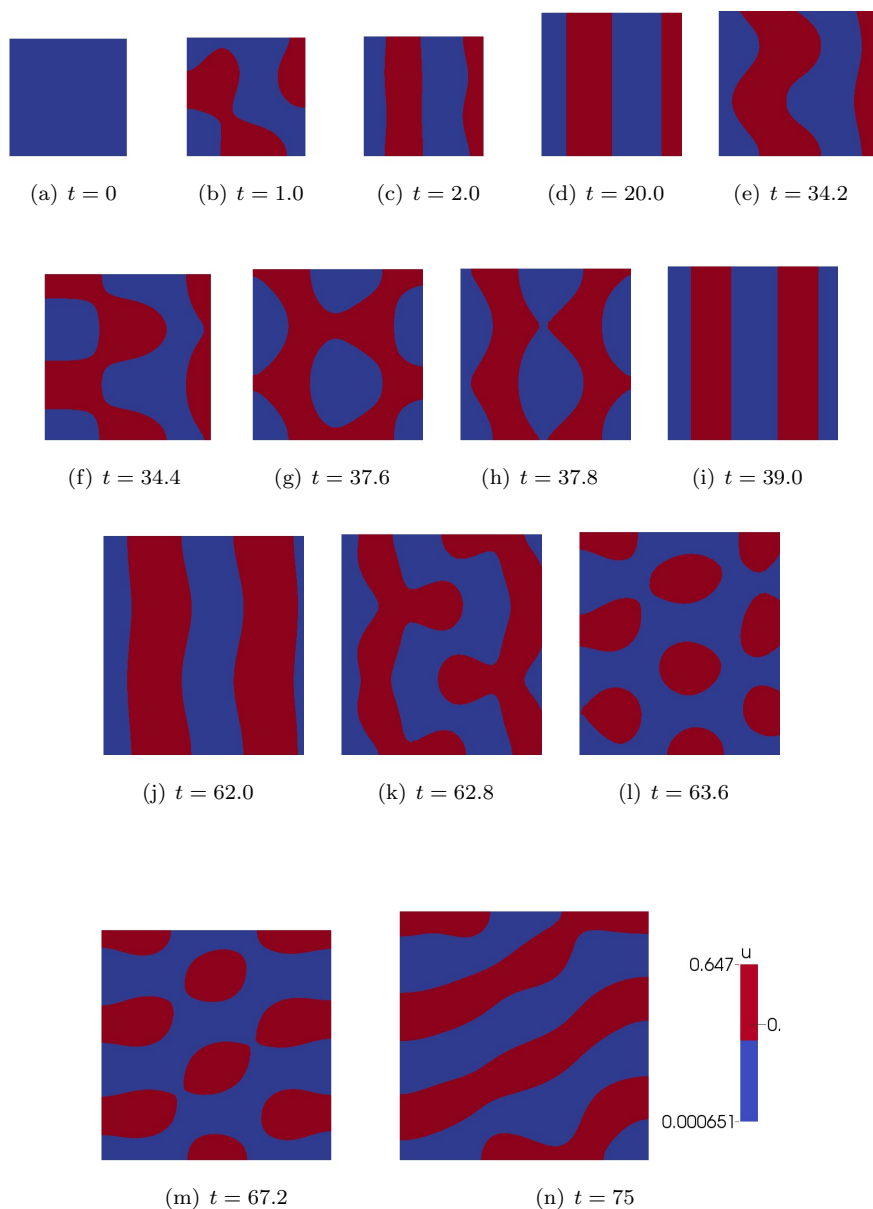 (a) t = 0 (b) t = 1.0 (c) t = 2.0 (d) t = 20.0 (e) t = 34.2
(f) t = 34.4 (g) t = 37.6 (h) t = 37.8 (i) t = 39.0
(j) t = 62.0 (k) t = 62.8 (l) t = 63.6
u
0.647
0.
0.000651
(m) t = 67.2 (n) t = 75